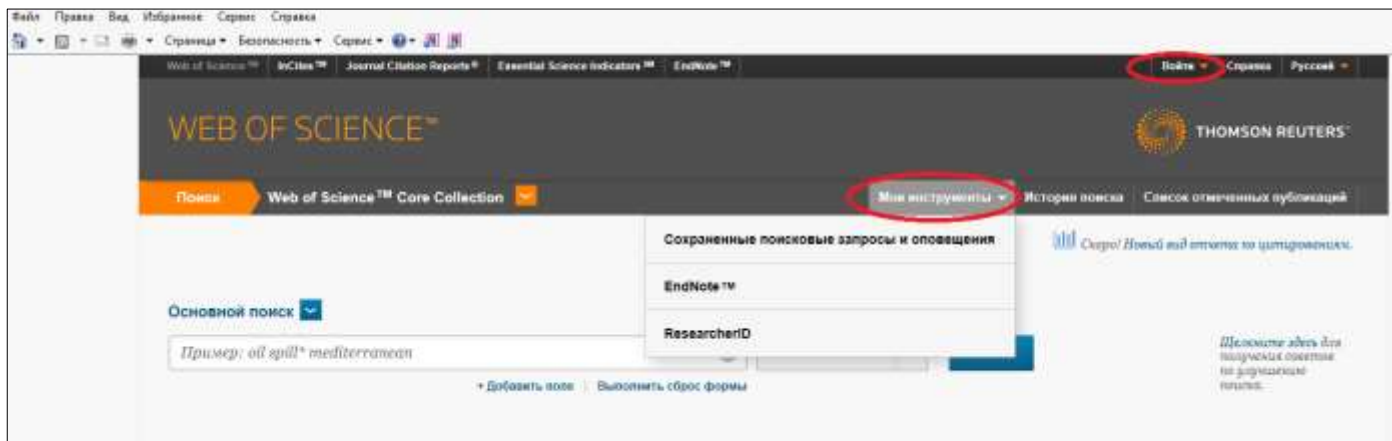 Файл Правка Вид Избранное Сервис Справка
Страница Безопасность Сервис
Web of Science™ InCites™ Journal Citation Reports® Essential Science Indicators™ EndNote™ Войти Справка Русский
WEB OF SCIENCE™
THOMSON REUTERS™
Поиск Web of Science™ Core Collection Мои инструменты История поиска Список отмеченных публикаций
Сохраненные поисковые запросы и оповещения
Скоро! Новый вид отчета по цитированиям.
EndNote™
Основной поиск
ResearcherID
Пример: oil spill* mediterranean
Щелкните здесь для
получения советов
по улучшению
поиска.
+ Добавить поле | Выполнить сброс формы